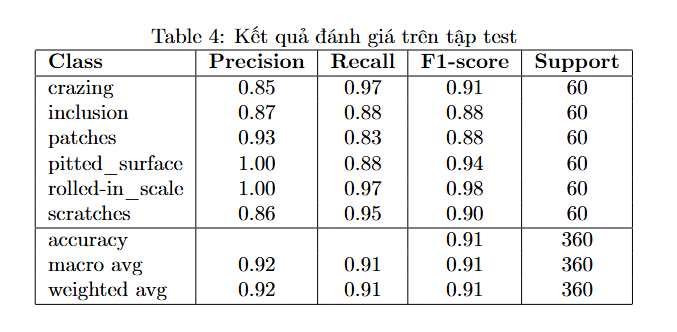 Table 4: Kết quả đánh giá trên tập test
Class Precision Recall F1-score Support
crazing 0.85 0.97 0.91 60
inclusion 0.87 0.88 0.88 60
patches 0.93 0.83 0.88 60
pitted_surface 1.00 0.88 0.94 60
rolled-in_scale 1.00 0.97 0.98 60
scratches 0.86 0.95 0.90 60
accuracy 0.91 360
macro avg 0.92 0.91 0.91 360
weighted avg 0.92 0.91 0.91 360